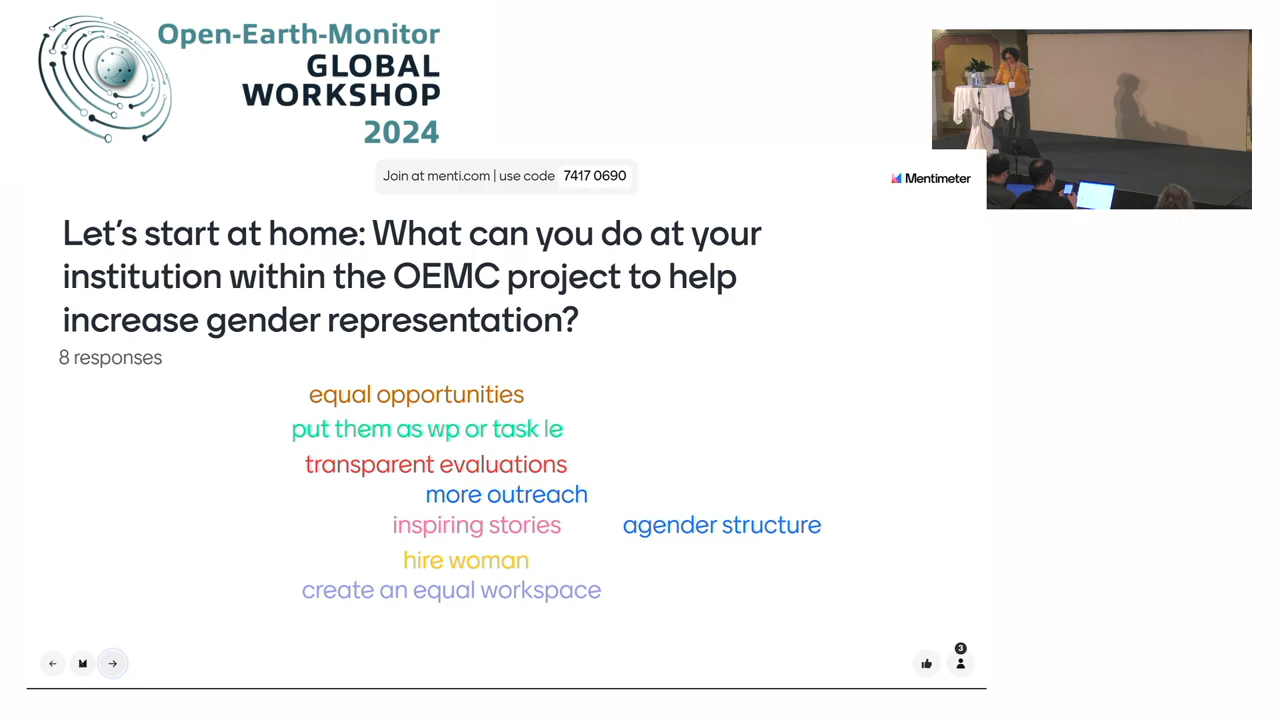 Open-Earth-Monitor
GLOBAL
WORKSHOP
2024
Join at menti.com | use code 7417 0690
Mentimeter
Let's start at home: What can you do at your
institution within the OEMC project to help
increase gender representation?
8 responses
equal opportunities
put them as wp or task le
transparent evaluations
more outreach
inspiring stories
agender structure
hire woman
create an equal workspace
3